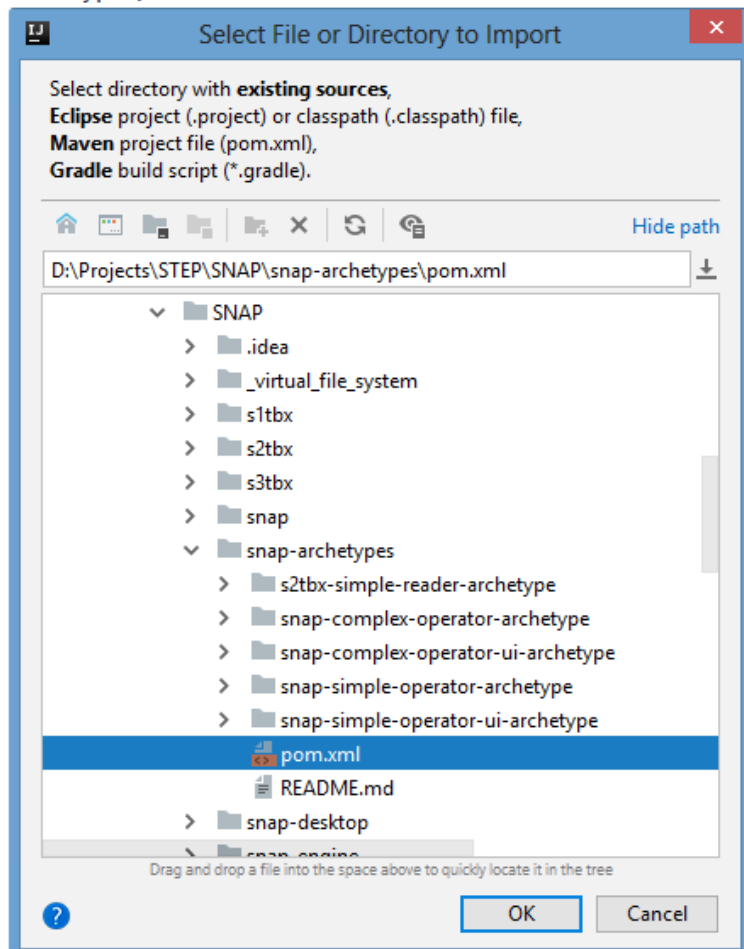 IJ
Select File or Directory to Import
Select directory with existing sources,
Eclipse project (.project) or classpath (.classpath) file,
Maven project file (pom.xml),
Gradle build script (*.gradle).
Hide path
D:\Projects\STEP\SNAP\snap-archetypes\pom.xml
SNAP
.idea
_virtual_file_system
s1tbx
s2tbx
s3tbx
snap
snap-archetypes
s2tbx-simple-reader-archetype
snap-complex-operator-archetype
snap-complex-operator-ui-archetype
snap-simple-operator-archetype
snap-simple-operator-ui-archetype
pom.xml
README.md
snap-desktop
snap-engine
Drag and drop a file into the space above to quickly locate it in the tree
?
OK Cancel